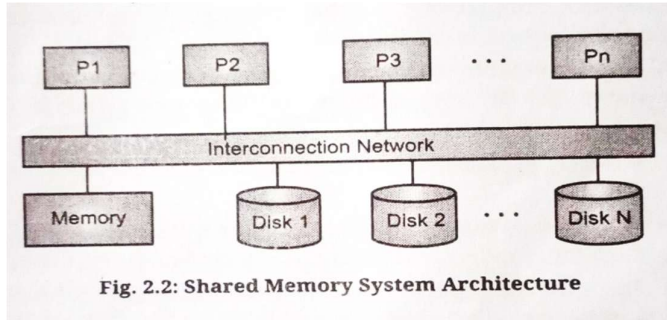 P1 P2 P3 ... Pn
Interconnection Network
Memory Disk 1 Disk 2 ... Disk N
Fig. 2.2: Shared Memory System Architecture